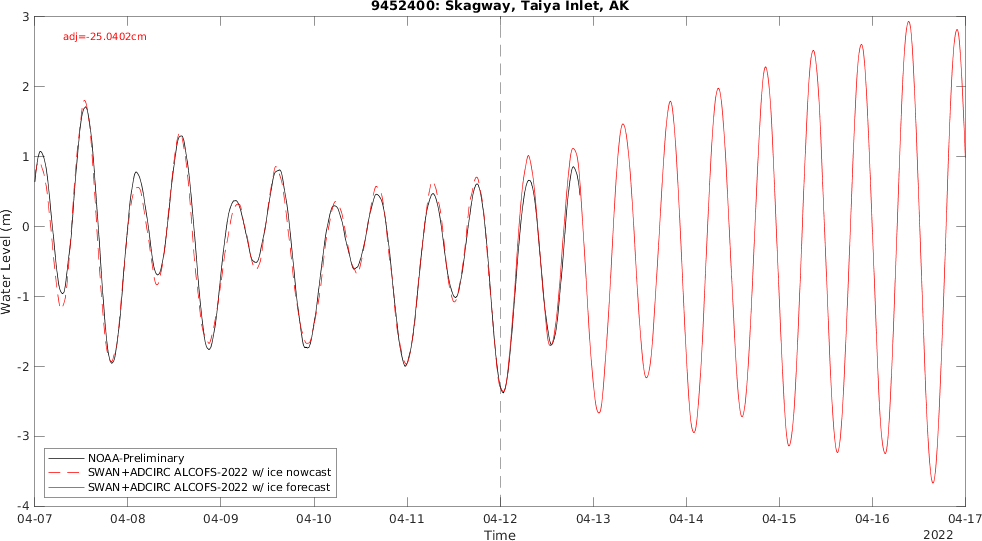 9452400: Skagway, Taiya Inlet, AK
adj=-25.0402cm
3
2
1
0
-1
-2
-3
-4
Water Level (m)
NOAA-Preliminary
SWAN+ADCIRC ALCOFS-2022 w/ ice nowcast
SWAN+ADCIRC ALCOFS-2022 w/ ice forecast
04-07 04-08 04-09 04-10 04-11 04-12 04-13 04-14 04-15 04-16 04-17
Time
2022